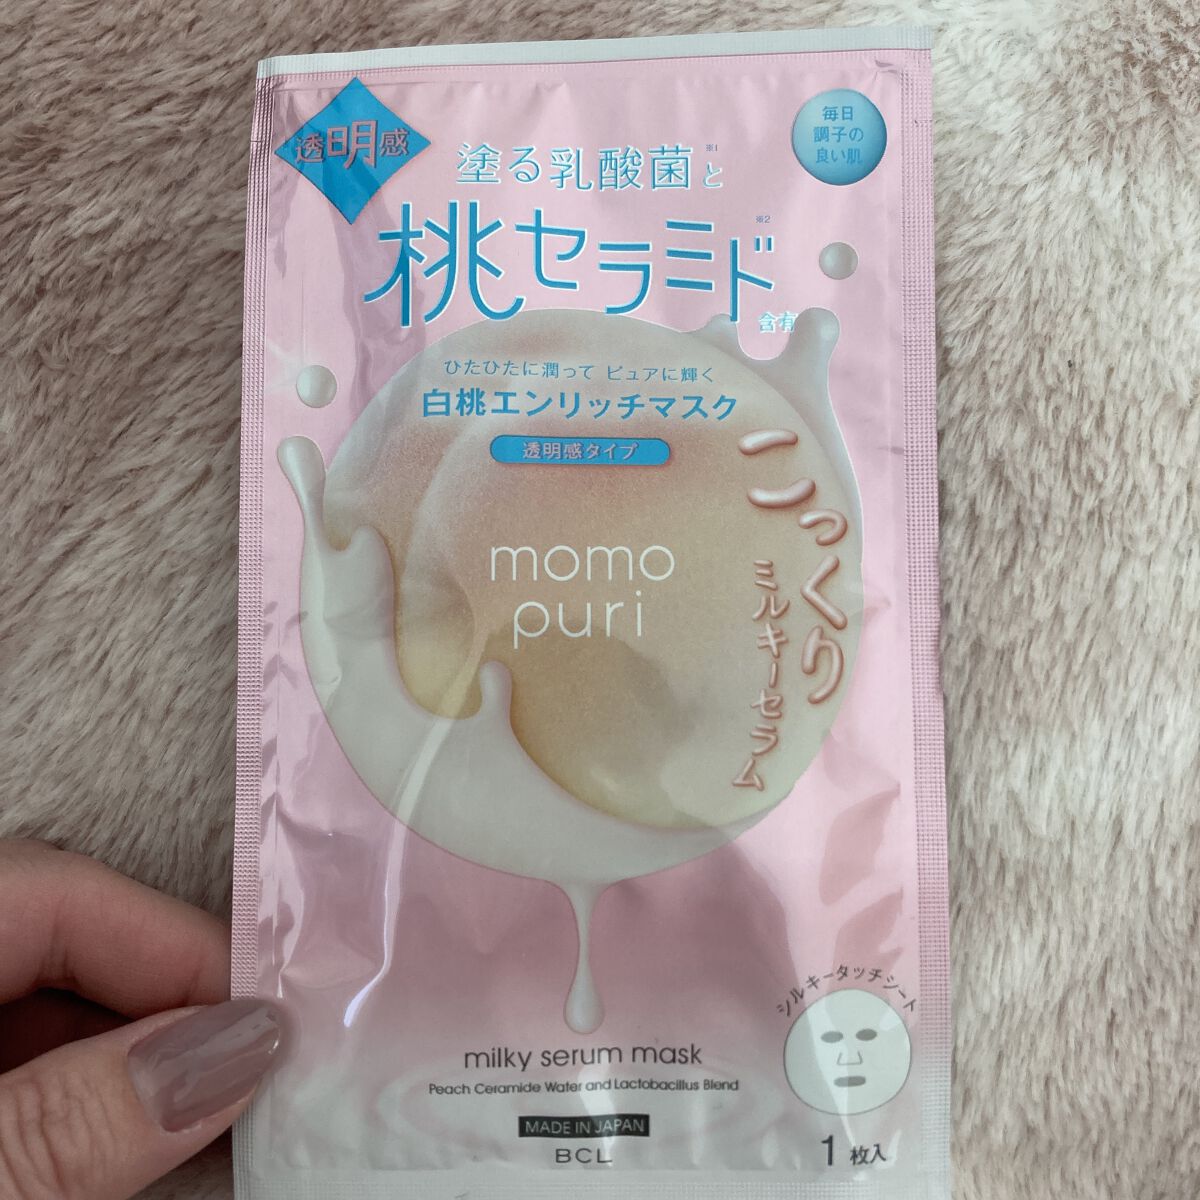 透明感
毎日
調子の
良い肌
塗る乳酸菌※1と
桃セラミド※2
含有
ひたひたに潤って ピュアに輝く
白桃エンリッチマスク
透明感タイプ
こっくり
ミルキーセラム
momo
puri
シルキータッチシート
milky serum mask
Peach Ceramide Water and Lactobacillus Blend
MADE IN JAPAN
BCL
1枚入